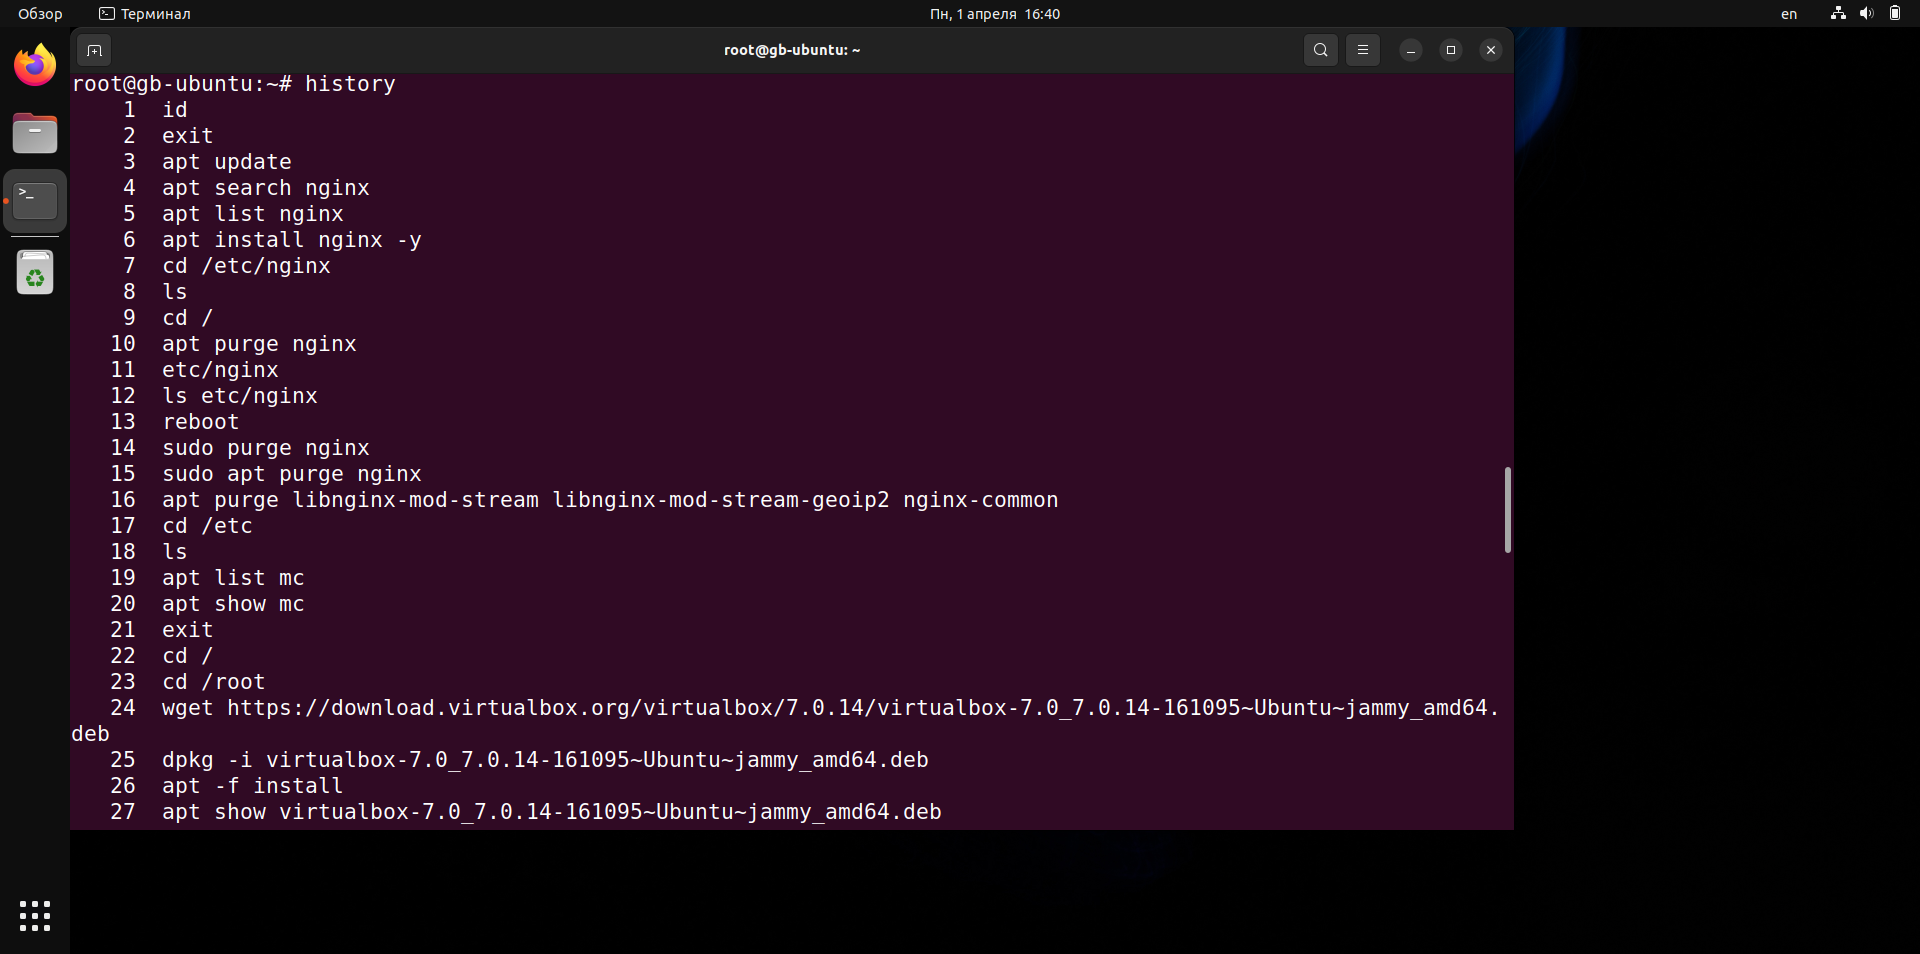 Обзор Терминал Пн, 1 апреля 16:40 en
root@gb-ubuntu: ~
root@gb-ubuntu:~# history
1 id
2 exit
3 apt update
4 apt search nginx
5 apt list nginx
6 apt install nginx -y
7 cd /etc/nginx
8 ls
9 cd /
10 apt purge nginx
11 etc/nginx
12 ls etc/nginx
13 reboot
14 sudo purge nginx
15 sudo apt purge nginx
16 apt purge libnginx-mod-stream libnginx-mod-stream-geoip2 nginx-common
17 cd /etc
18 ls
19 apt list mc
20 apt show mc
21 exit
22 cd /
23 cd /root
24 wget https://download.virtualbox.org/virtualbox/7.0.14/virtualbox-7.0_7.0.14-161095~Ubuntu~jammy_amd64.
deb
25 dpkg -i virtualbox-7.0_7.0.14-161095~Ubuntu~jammy_amd64.deb
26 apt -f install
27 apt show virtualbox-7.0_7.0.14-161095~Ubuntu~jammy_amd64.deb